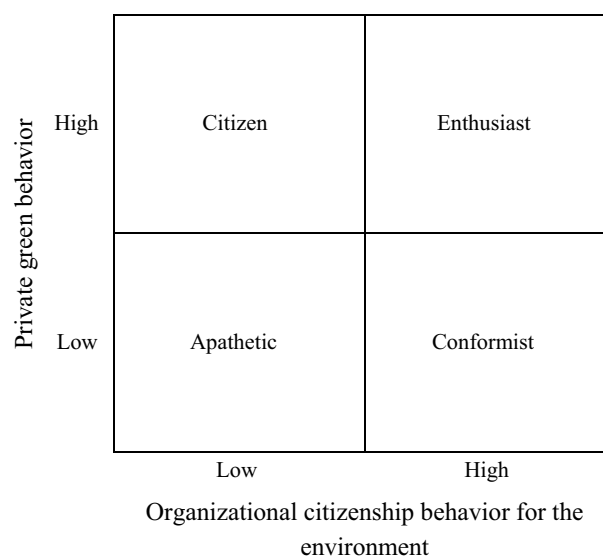 Private green behavior
High
Citizen
Enthusiast
Low
Apathetic
Conformist
Low
High
Organizational citizenship behavior for the
environment